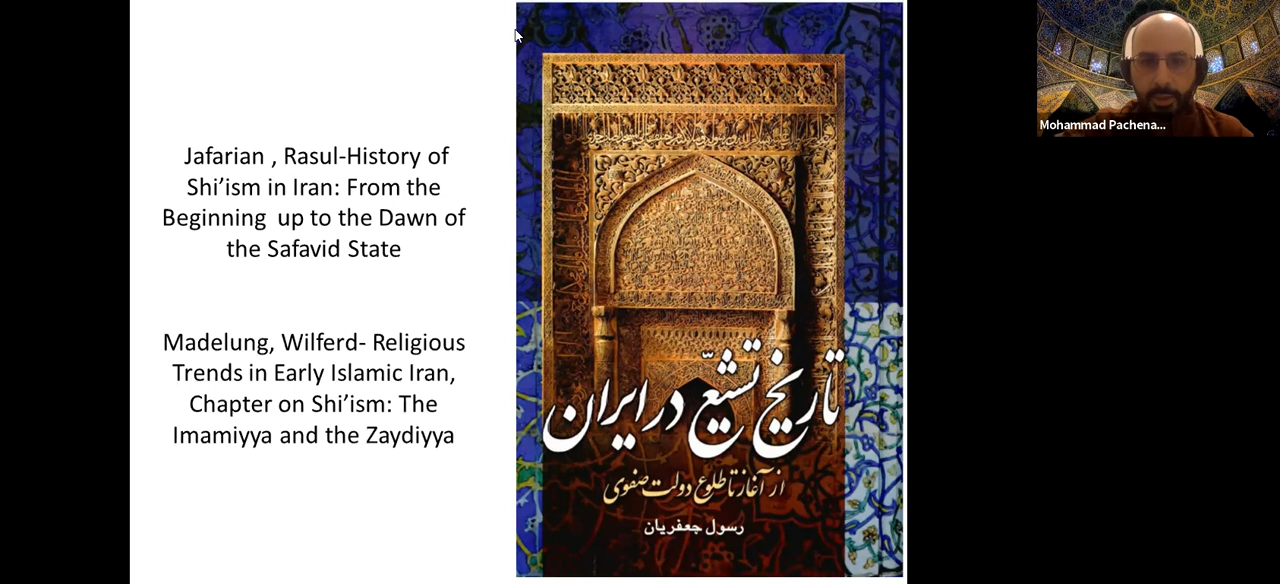 Jafarian , Rasul-History of
Shi’ism in Iran: From the
Beginning  up to the Dawn of
the Safavid State
Madelung, Wilferd- Religious
Trends in Early Islamic Iran,
Chapter on Shi’ism: The
Imamiyya and the Zaydiyya
تاریخ تشیّع در ایران
از آغاز تا طلوع دولت صفوی
رسول جعفریان
Mohammad Pachena...